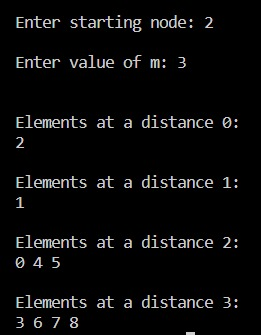 Enter starting node: 2
Enter value of m: 3
Elements at a distance 0:
2
Elements at a distance 1:
1
Elements at a distance 2:
0 4 5
Elements at a distance 3:
3 6 7 8